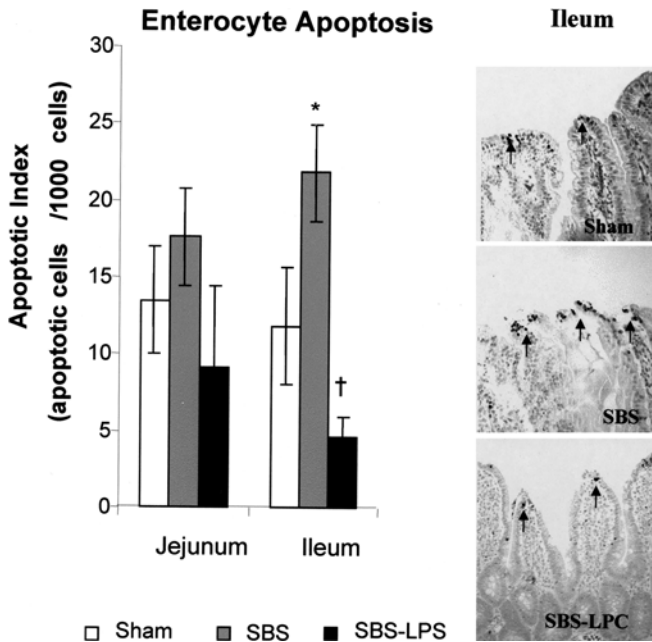 Enterocyte Apoptosis
Ileum
Apoptotic Index
(apoptotic cells /1000 cells)
30
25
20
15
10
5
0
*
†
Jejunum
Ileum
Sham
SBS
SBS-LPS
Sham
SBS
SBS-LPC